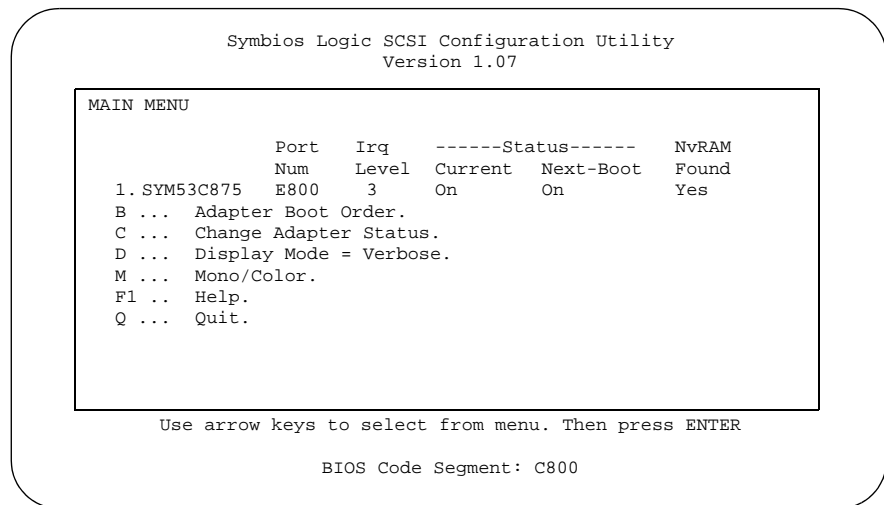 Symbios Logic SCSI Configuration Utility
Version 1.07
MAIN MENU
Port Irq ------Status------ NvRAM
Num Level Current Next-Boot Found
1. SYM53C875 E800 3 On On Yes
B ... Adapter Boot Order.
C ... Change Adapter Status.
D ... Display Mode = Verbose.
M ... Mono/Color.
F1 .. Help.
Q ... Quit.
Use arrow keys to select from menu. Then press ENTER
BIOS Code Segment: C800